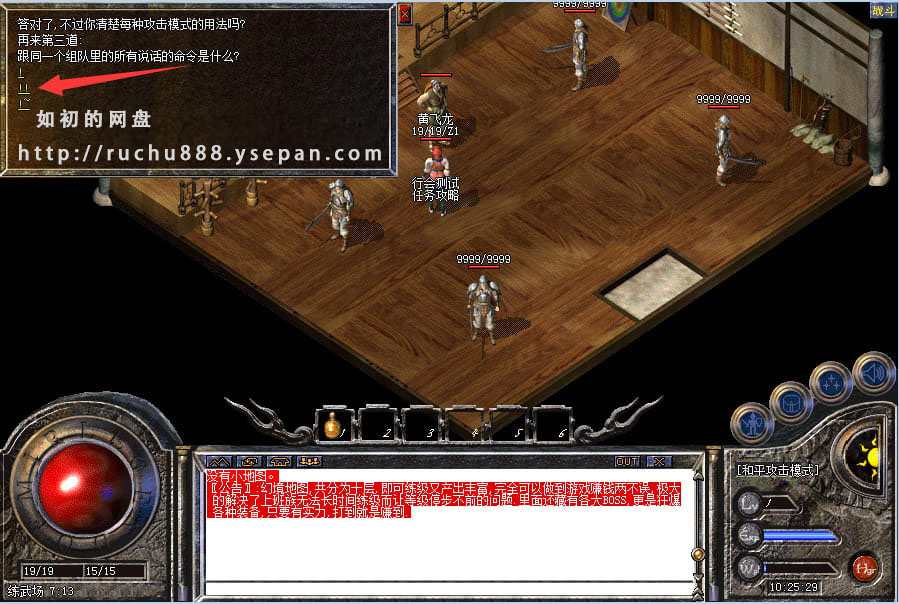 答对了,不过你清楚每种攻击模式的用法吗?
再来第三道:
跟同一个组队里的所有说话的命令是什么?
!
!!
!~
如初的网盘
http://ruchu888.ysepan.com
战斗
9999/9999
9999/9999
黄飞龙
19/19/Z1
行会测试
任务攻略
9999/9999
1 2 3 4 5 6
OUT
没有小地图。
〖公告〗:幻境地图,共分为十层,即可练级又产出丰富,完全可以做到游戏赚钱两不误,极大
的解决了上班族无法长时间练级而让等级停步不前的问题,里面还藏有各大BOSS,更是狂爆
各种装备,只要有实力,打到就是赚到.
[和平攻击模式]
Lv
Exp
W
Hgr
19/19
15/15
练武场 7:13
10:25:29